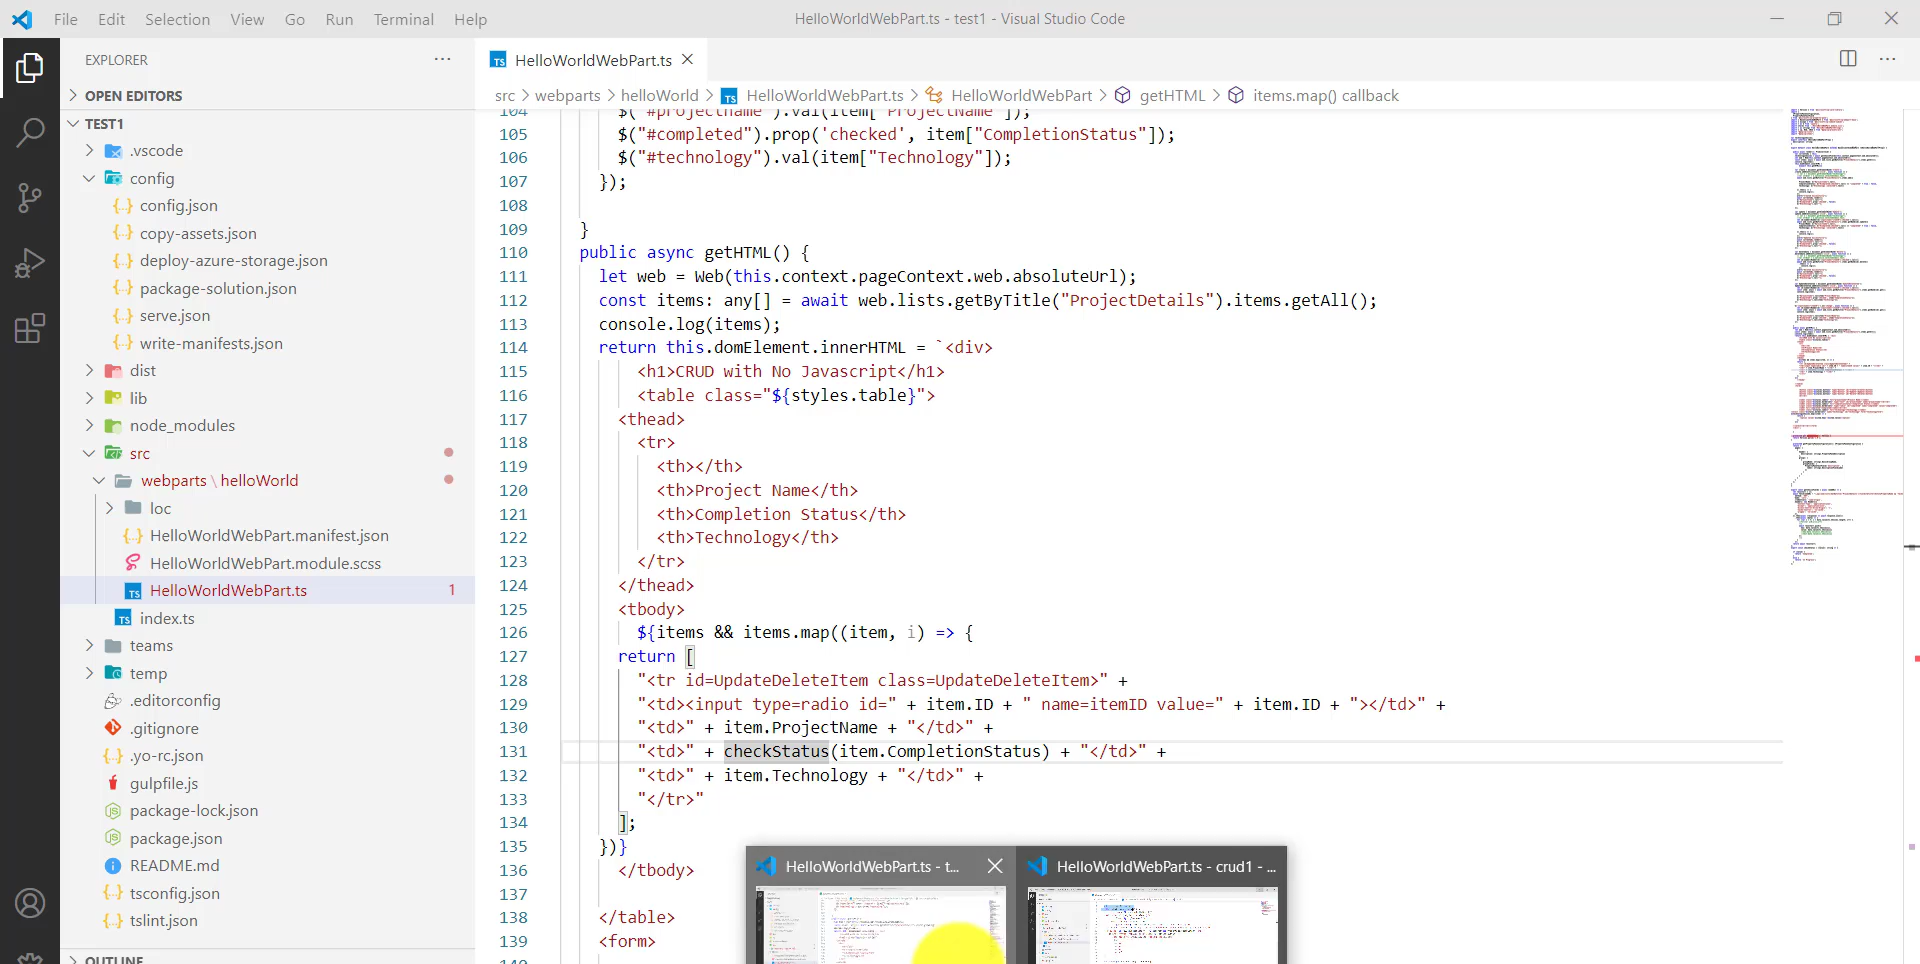 File Edit Selection View Go Run Terminal Help
HelloWorldWebPart.ts - test1 - Visual Studio Code
EXPLORER
OPEN EDITORS
TEST1
.vscode
config
config.json
copy-assets.json
deploy-azure-storage.json
package-solution.json
serve.json
write-manifests.json
dist
lib
node_modules
src
webparts \ helloWorld
loc
HelloWorldWebPart.manifest.json
HelloWorldWebPart.module.scss
HelloWorldWebPart.ts 1
index.ts
teams
temp
.editorconfig
.gitignore
.yo-rc.json
gulpfile.js
package-lock.json
package.json
README.md
tsconfig.json
tslint.json
OUTLINE
HelloWorldWebPart.ts
src > webparts > helloWorld > HelloWorldWebPart.ts > HelloWorldWebPart > getHTML > items.map() callback
104 $("#projectname").val(item["ProjectName"]);
105 $("#completed").prop('checked', item["CompletionStatus"]);
106 $("#technology").val(item["Technology"]);
107 });
108
109 }
110 public async getHTML() {
111 let web = Web(this.context.pageContext.web.absoluteUrl);
112 const items: any[] = await web.lists.getByTitle("ProjectDetails").items.getAll();
113 console.log(items);
114 return this.domElement.innerHTML = `<div>
115 <h1>CRUD with No Javascript</h1>
116 <table class="${styles.table}">
117 <thead>
118 <tr>
119 <th></th>
120 <th>Project Name</th>
121 <th>Completion Status</th>
122 <th>Technology</th>
123 </tr>
124 </thead>
125 <tbody>
126 ${items && items.map((item, i) => {
127 return [
128 "<tr id=UpdateDeleteItem class=UpdateDeleteItem>" +
129 "<td><input type=radio id=" + item.ID + " name=itemID value=" + item.ID + "></td>" +
130 "<td>" + item.ProjectName + "</td>" +
131 "<td>" + checkStatus(item.CompletionStatus) + "</td>" +
132 "<td>" + item.Technology + "</td>" +
133 "</tr>"
134 ];
135 })}
136 </tbody>
137
138 </table>
139 <form>
140
HelloWorldWebPart.ts - t...
HelloWorldWebPart.ts - crud1 - ...